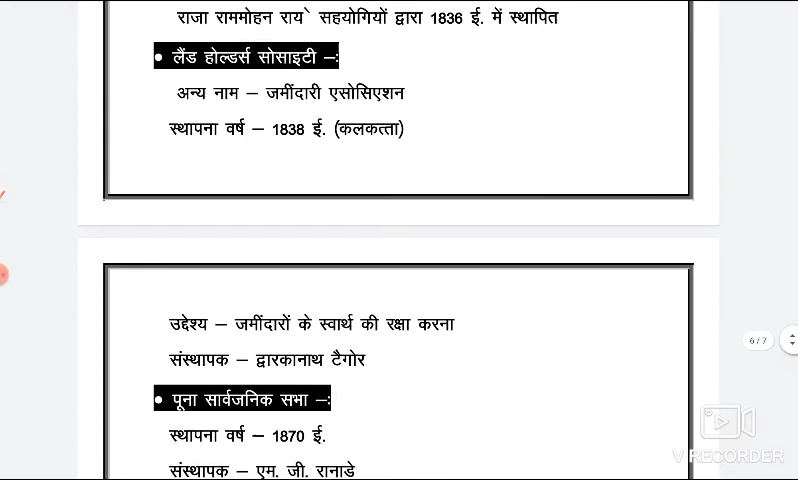 राजा राममोहन राय` सहयोगियों द्वारा 1836 ई. में स्थापित
• लैंड होल्डर्स सोसाइटी –:
अन्य नाम – जमींदारी एसोसिएशन
स्थापना वर्ष – 1838 ई. (कलकत्ता)
उद्देश्य – जमींदारों के स्वार्थ की रक्षा करना
संस्थापक – द्वारकानाथ टैगोर
6 / 7
• पूना सार्वजनिक सभा –:
स्थापना वर्ष – 1870 ई.
संस्थापक – एम. जी. रानाडे
V RECORDER